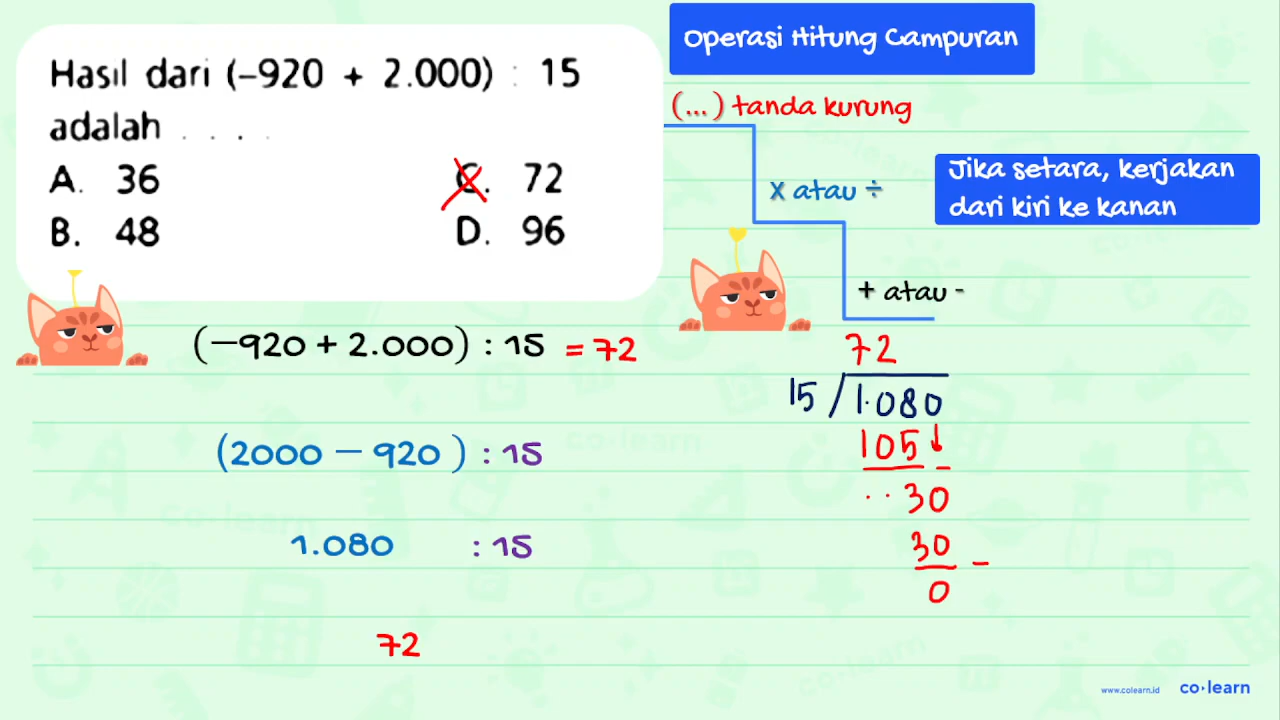 Operasi Hitung Campuran
Hasil dari (-920 + 2.000) : 15
adalah . . . .
A. 36
C. 72
B. 48
D. 96
(...) tanda kurung
x atau ÷
Jika setara, kerjakan
dari kiri ke kanan
+ atau -
(-920 + 2.000) : 15 = 72
(2000 - 920) : 15
1.080 : 15
72
72
15 / 1.080
105 -
30
30 -
0
co·learn
www.colearn.id co·learn